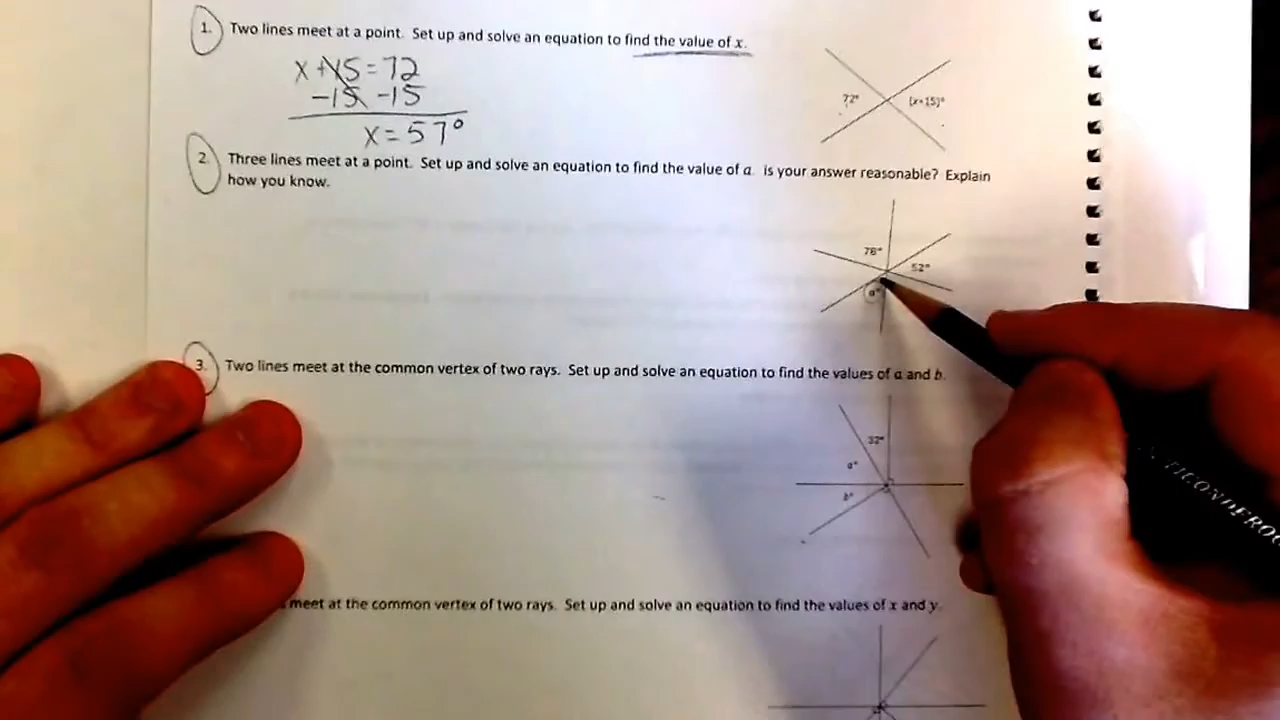 1. Two lines meet at a point. Set up and solve an equation to find the value of x.
x + 15 = 72
-15 -15
x = 57°
72° (x+15)°
2. Three lines meet at a point. Set up and solve an equation to find the value of a. Is your answer reasonable? Explain
how you know.
78°
52°
a°
3. Two lines meet at the common vertex of two rays. Set up and solve an equation to find the values of a and b.
32°
a°
b°
meet at the common vertex of two rays. Set up and solve an equation to find the values of x and y.
TICONDEROG